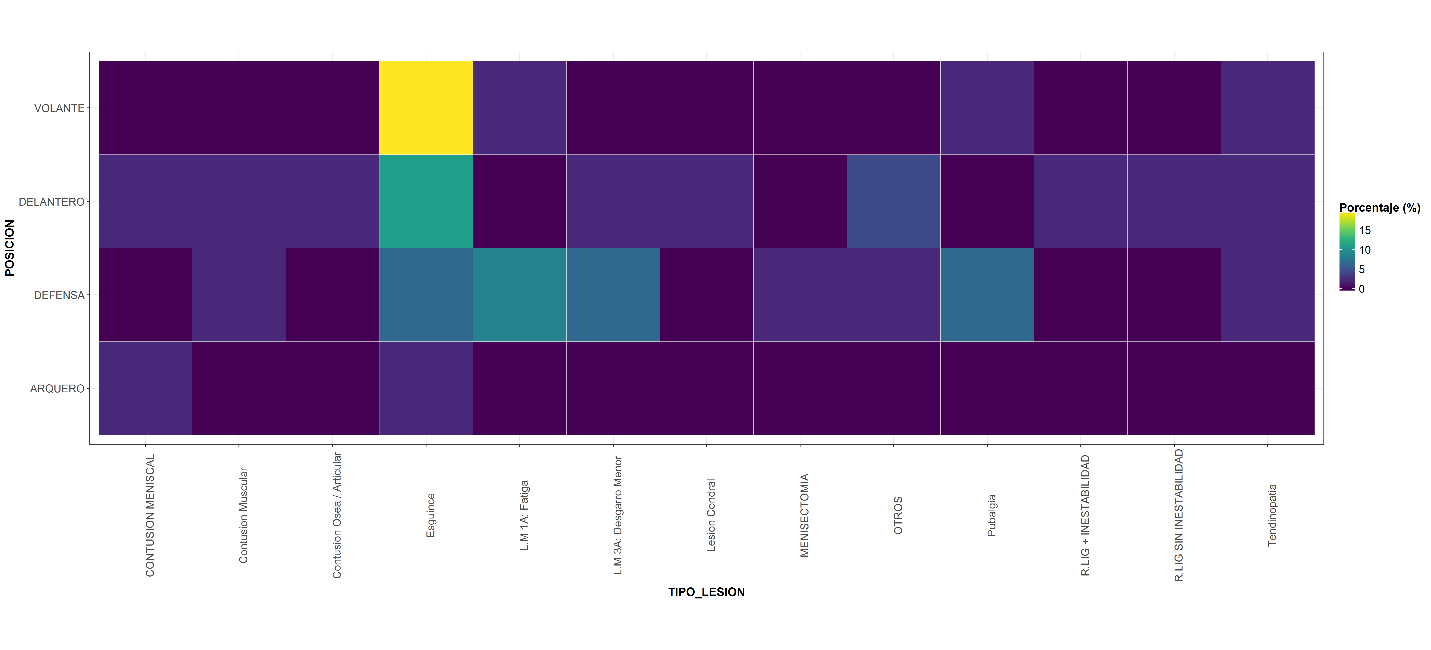 VOLANTE
DELANTERO
DEFENSA
ARQUERO
POSICION
CONTUSION MENISCAL
Contusion Muscular
Contusion Osea / Articular
Esguince
L.M 1A: Fatiga
L.M 3A: Desgarro Menor
Lesion Condral
MENISECTOMIA
OTROS
Pubalgia
R.LIG + INESTABILIDAD
R.LIG SIN INESTABILIDAD
Tendinopatia
TIPO_LESION
Porcentaje (%)
15
10
5
0